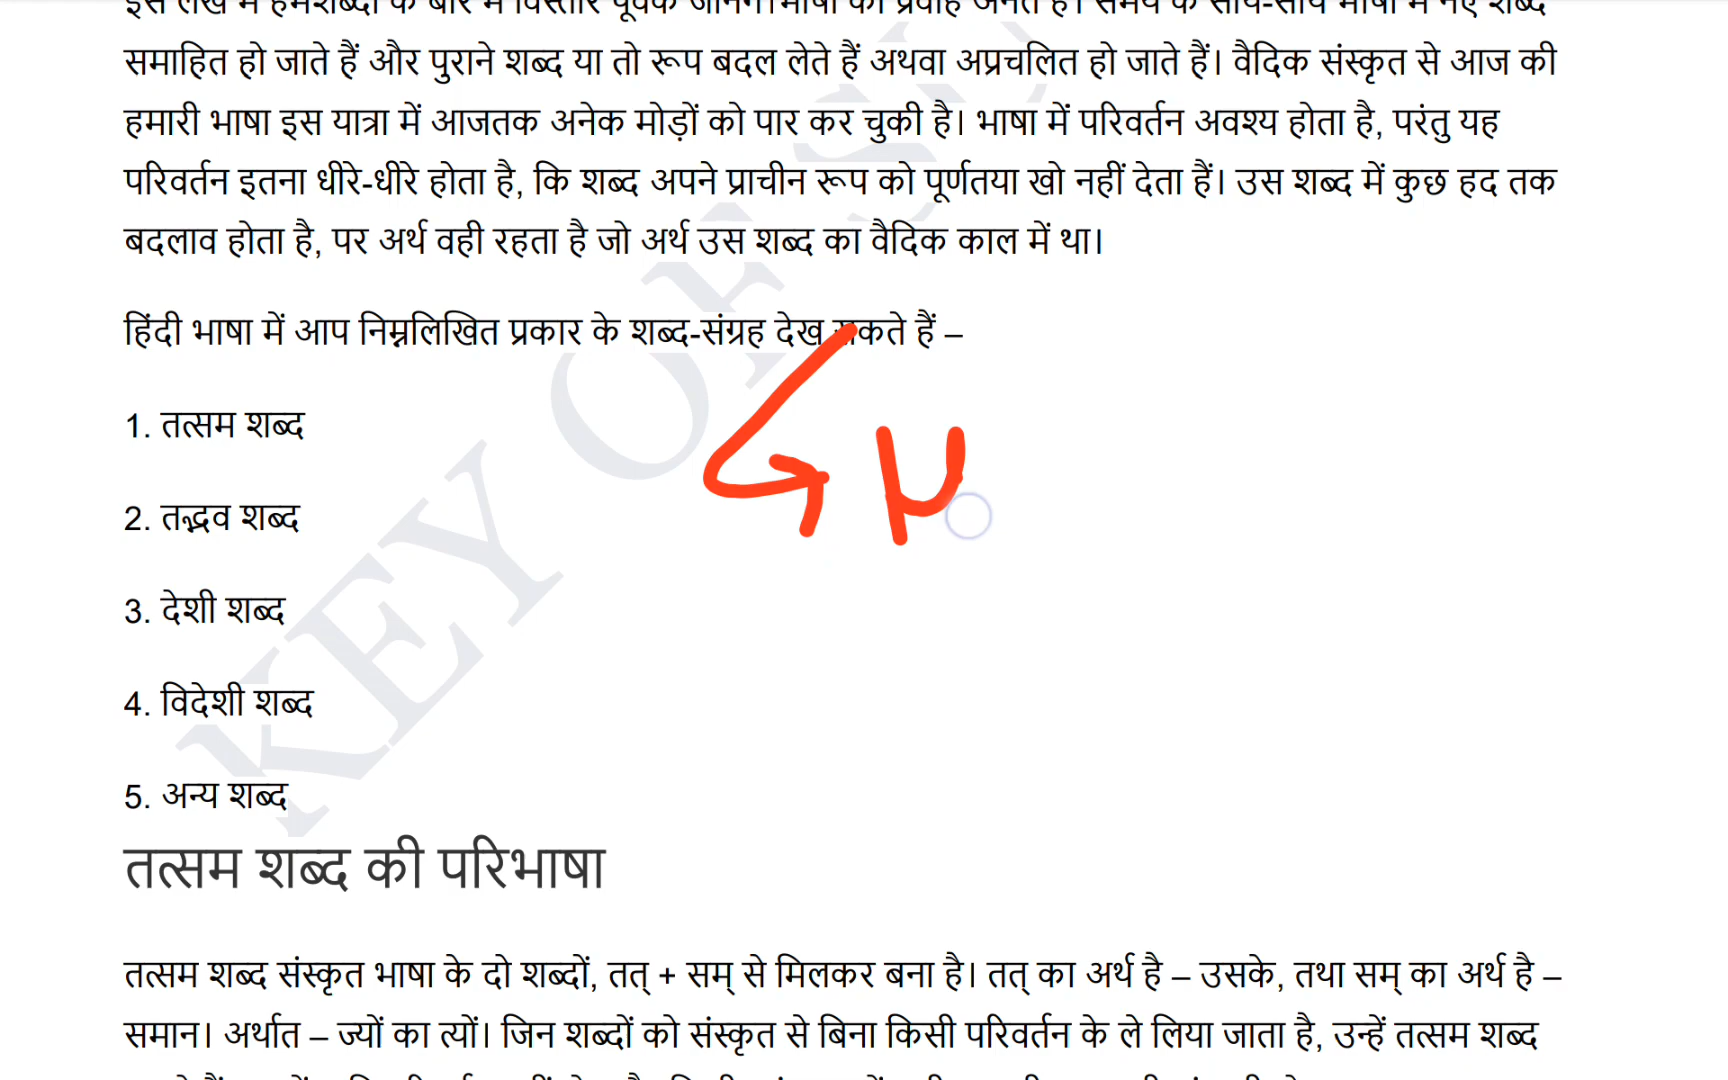 समाहित हो जाते हैं और पुराने शब्द या तो रूप बदल लेते हैं अथवा अप्रचलित हो जाते हैं। वैदिक संस्कृत से आज की
हमारी भाषा इस यात्रा में आजतक अनेक मोड़ों को पार कर चुकी है। भाषा में परिवर्तन अवश्य होता है, परंतु यह
परिवर्तन इतना धीरे-धीरे होता है, कि शब्द अपने प्राचीन रूप को पूर्णतया खो नहीं देता हैं। उस शब्द में कुछ हद तक
बदलाव होता है, पर अर्थ वही रहता है जो अर्थ उस शब्द का वैदिक काल में था।
हिंदी भाषा में आप निम्नलिखित प्रकार के शब्द-संग्रह देख सकते हैं –
1. तत्सम शब्द
2. तद्भव शब्द
3. देशी शब्द
4. विदेशी शब्द
5. अन्य शब्द
तत्सम शब्द की परिभाषा
तत्सम शब्द संस्कृत भाषा के दो शब्दों, तत् + सम् से मिलकर बना है। तत् का अर्थ है – उसके, तथा सम् का अर्थ है –
समान। अर्थात – ज्यों का त्यों। जिन शब्दों को संस्कृत से बिना किसी परिवर्तन के ले लिया जाता है, उन्हें तत्सम शब्द
KEY OF